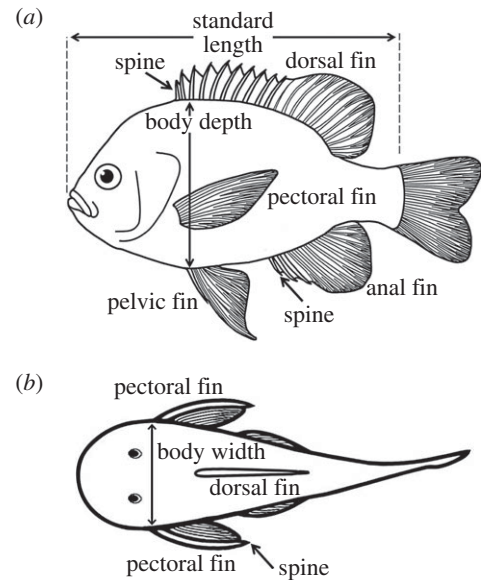 (a)
standard
length
spine
dorsal fin
body depth
pectoral fin
pelvic fin
anal fin
spine
(b)
pectoral fin
body width
dorsal fin
pectoral fin
spine